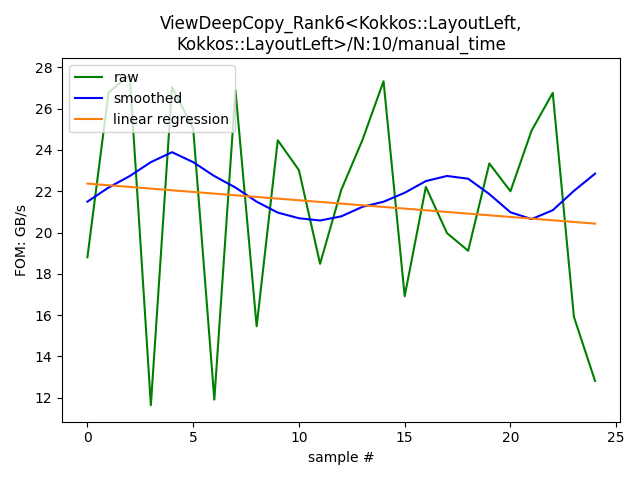 ViewDeepCopy_Rank6<Kokkos::LayoutLeft,
Kokkos::LayoutLeft>/N:10/manual_time
raw
smoothed
linear regression
FOM: GB/s
28
26
24
22
20
18
16
14
12
0
5
10
15
20
25
sample #